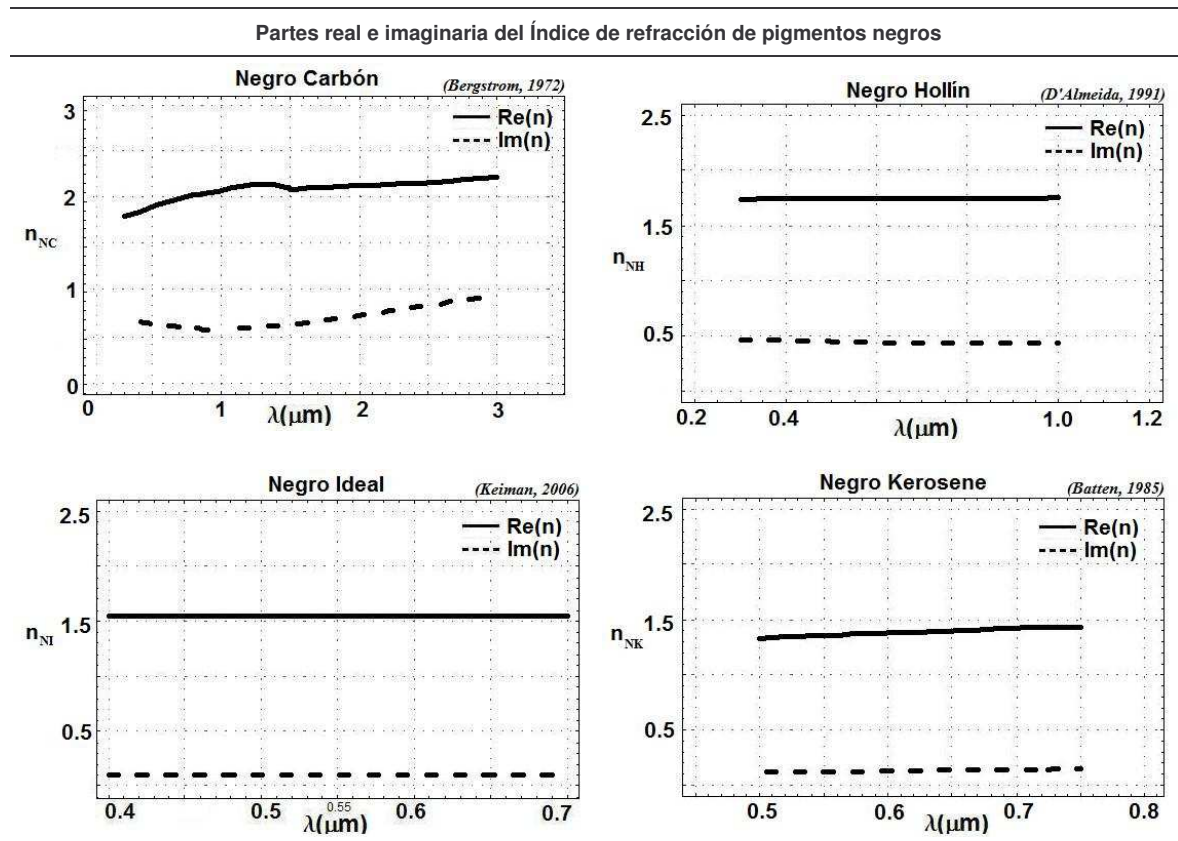 Partes real e imaginaria del Índice de refracción de pigmentos negros
Negro Carbón
(Bergstrom, 1972)
Re(n)
Im(n)
3
2
1
0
n_NC
0 1 2 3
λ(μm)
Negro Hollín
(D'Almeida, 1991)
Re(n)
Im(n)
2.5
1.5
0.5
n_NH
0.2 0.4 1.0 1.2
λ(μm)
Negro Ideal
(Keiman, 2006)
Re(n)
Im(n)
2.5
1.5
0.5
n_NI
0.4 0.5 0.55 0.6 0.7
λ(μm)
Negro Kerosene
(Batten, 1985)
Re(n)
Im(n)
2.5
1.5
0.5
n_NK
0.5 0.6 0.7 0.8
λ(μm)